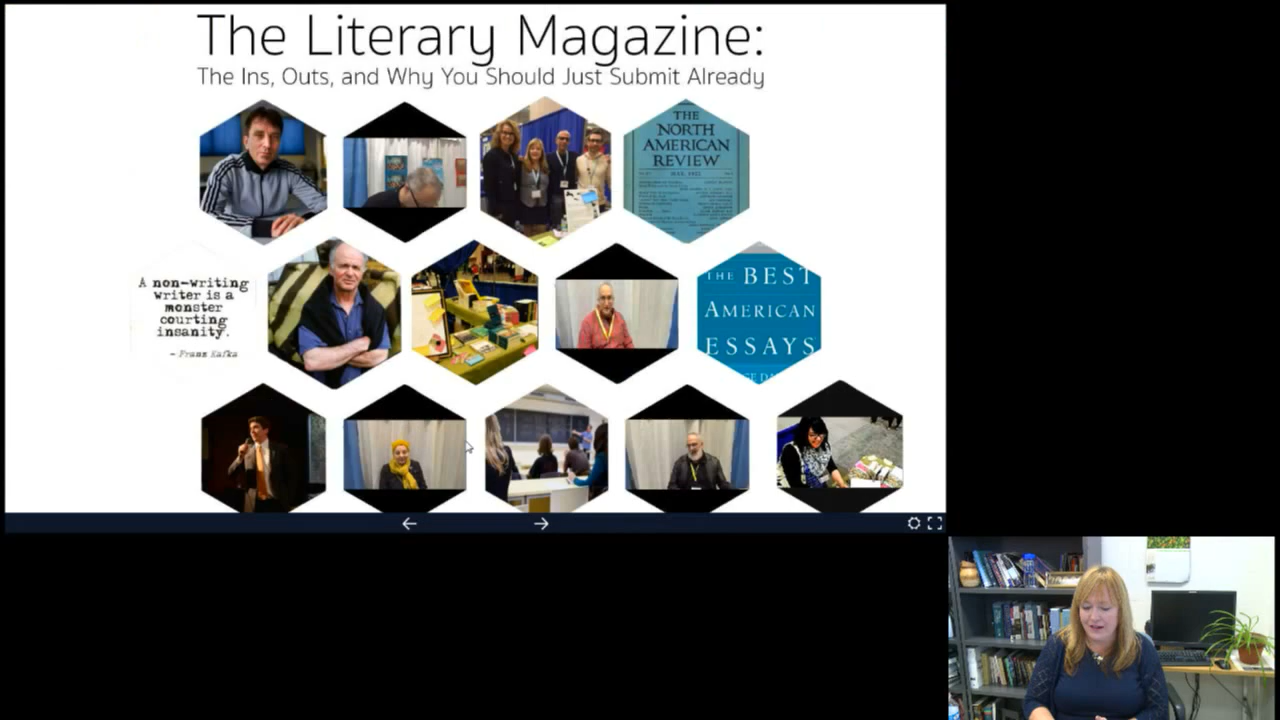 The Literary Magazine:
The Ins, Outs, and Why You Should Just Submit Already
THE
NORTH
AMERICAN
REVIEW
A non-writing
writer is a
monster
courting
insanity.
- Franz Kafka
THE BEST
AMERICAN
ESSAYS